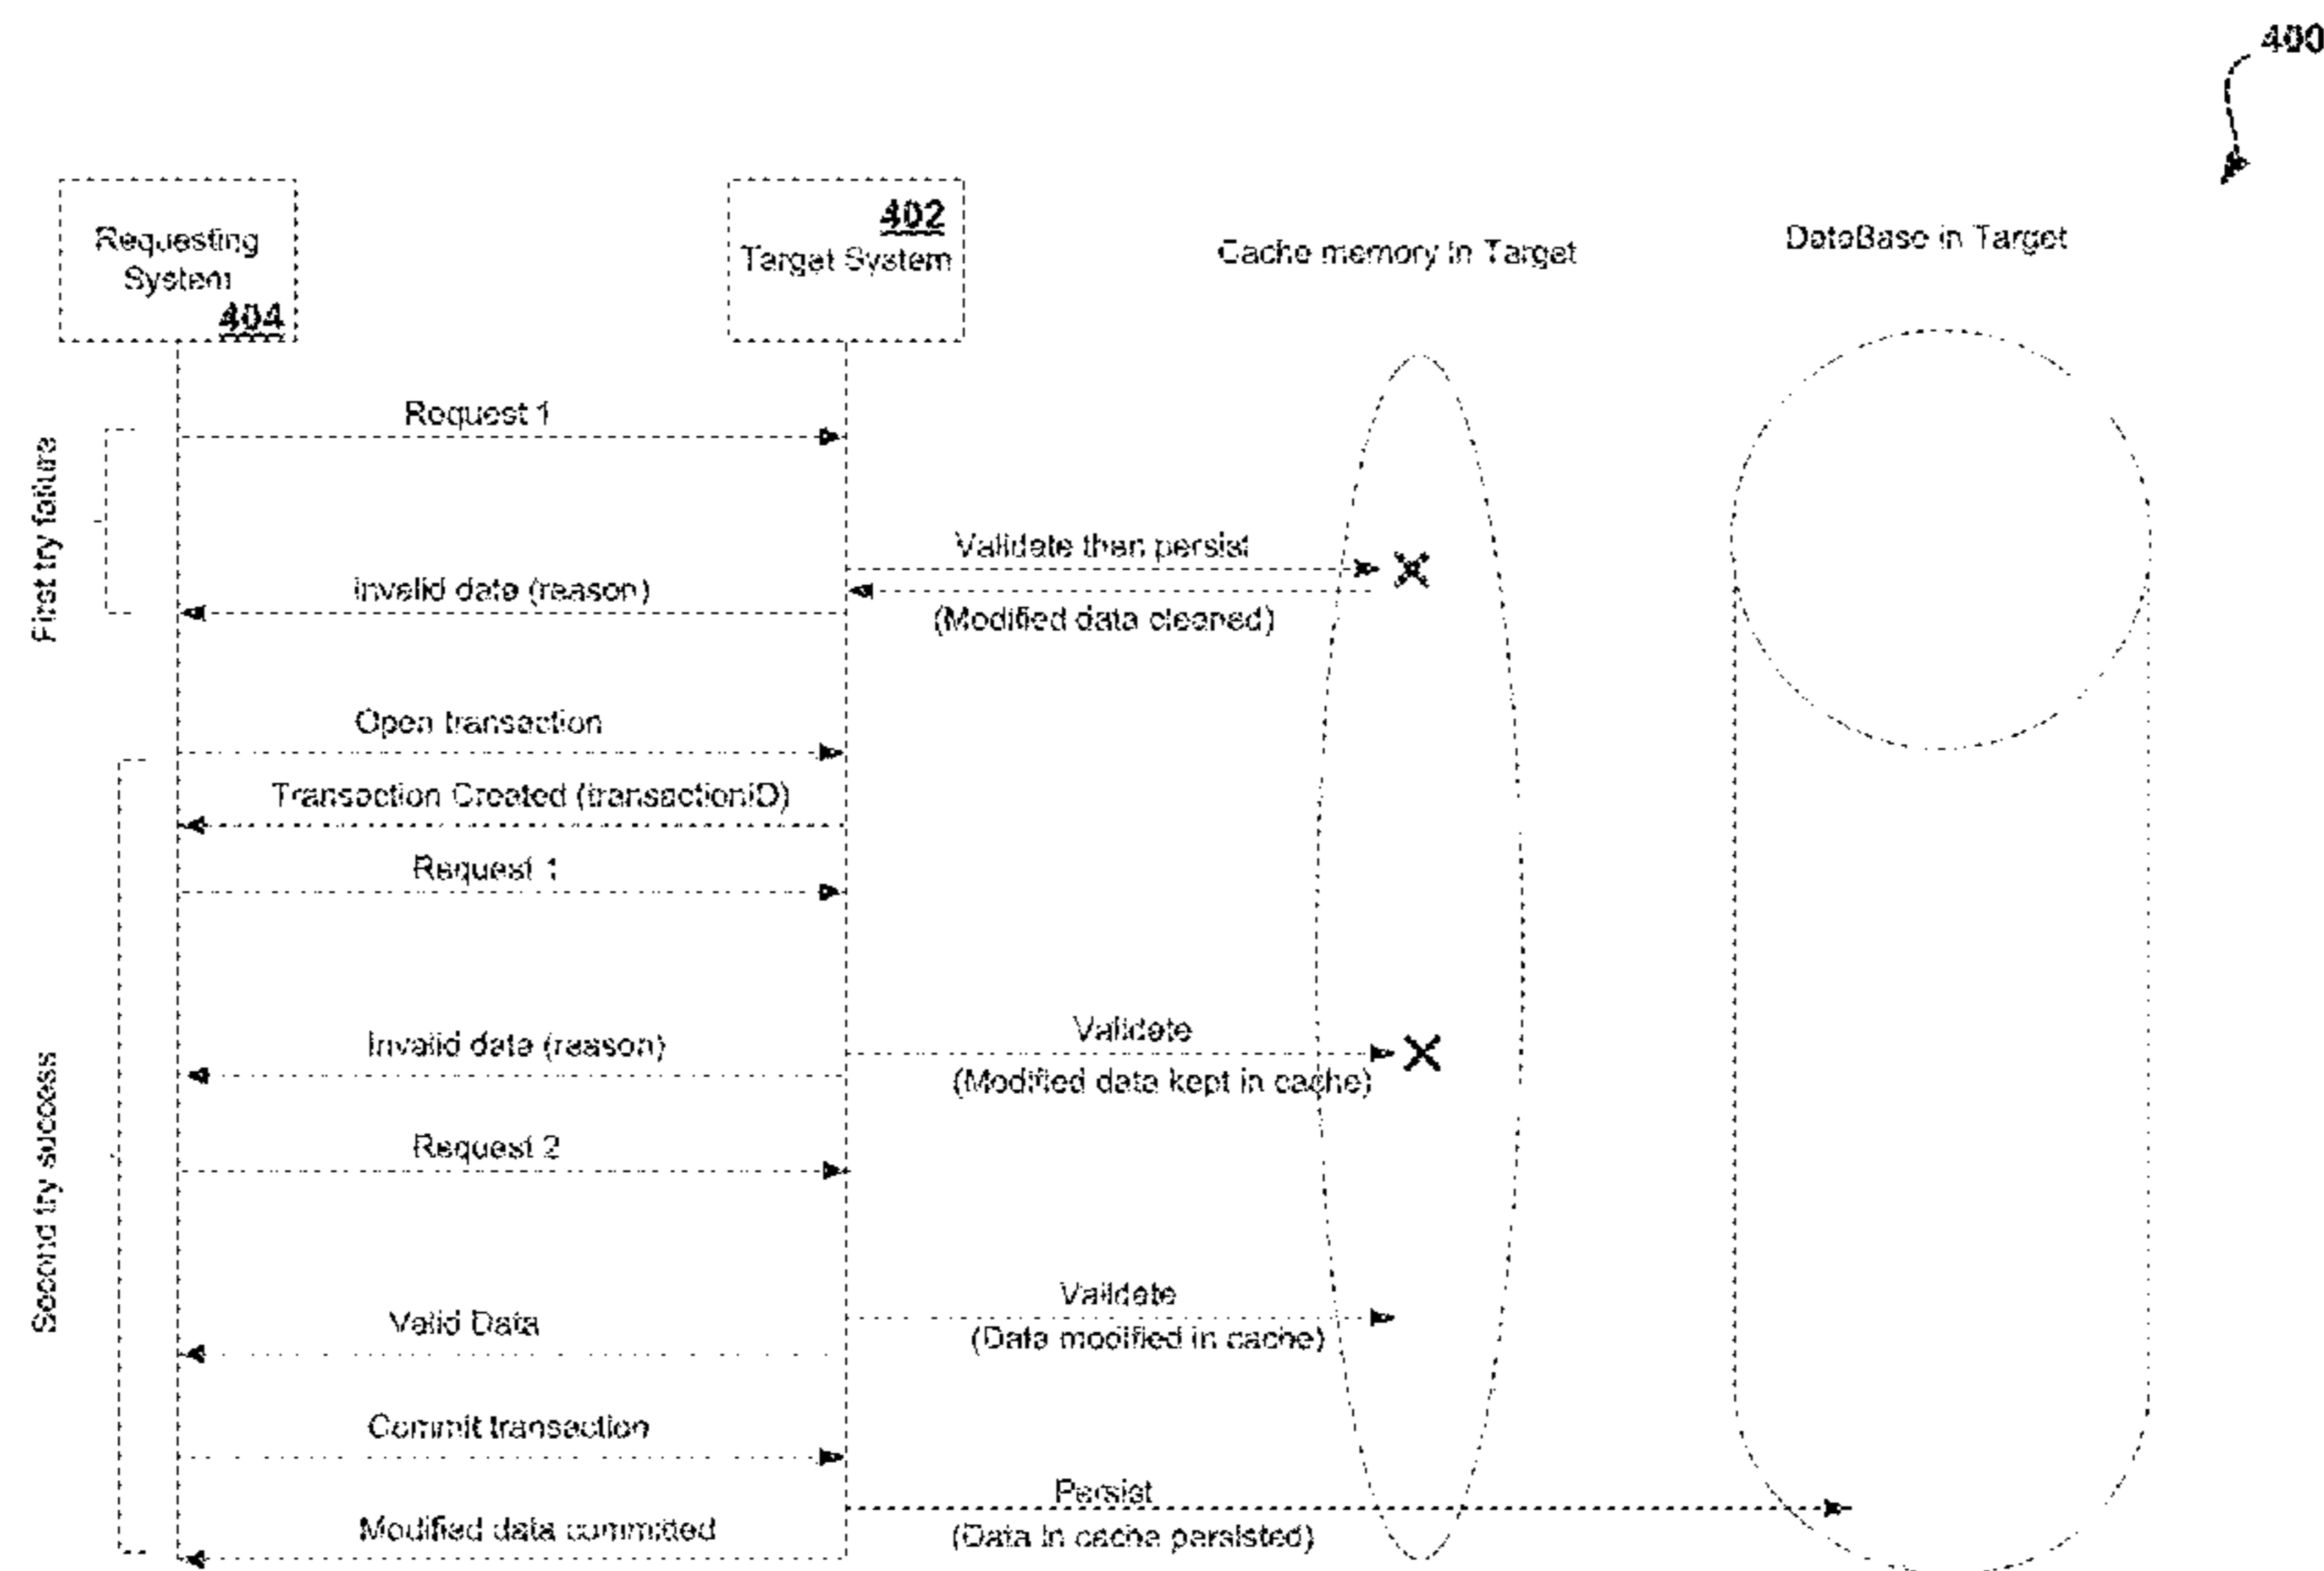 400
Requesting
System
404
402
Target System
Cache memory in Target
DataBase in Target
First try failure
Request 1
Validate then persist
Invalid data (reason)
(Modified data cleaned)
Second try success
Open transaction
Transaction Created (transactionID)
Request 1
Validate
Invalid data (reason)
(Modified data kept in cache)
Request 2
Validate
Valid Data
(Data modified in cache)
Commit transaction
Persist
Modified data committed
(Data in cache persisted)